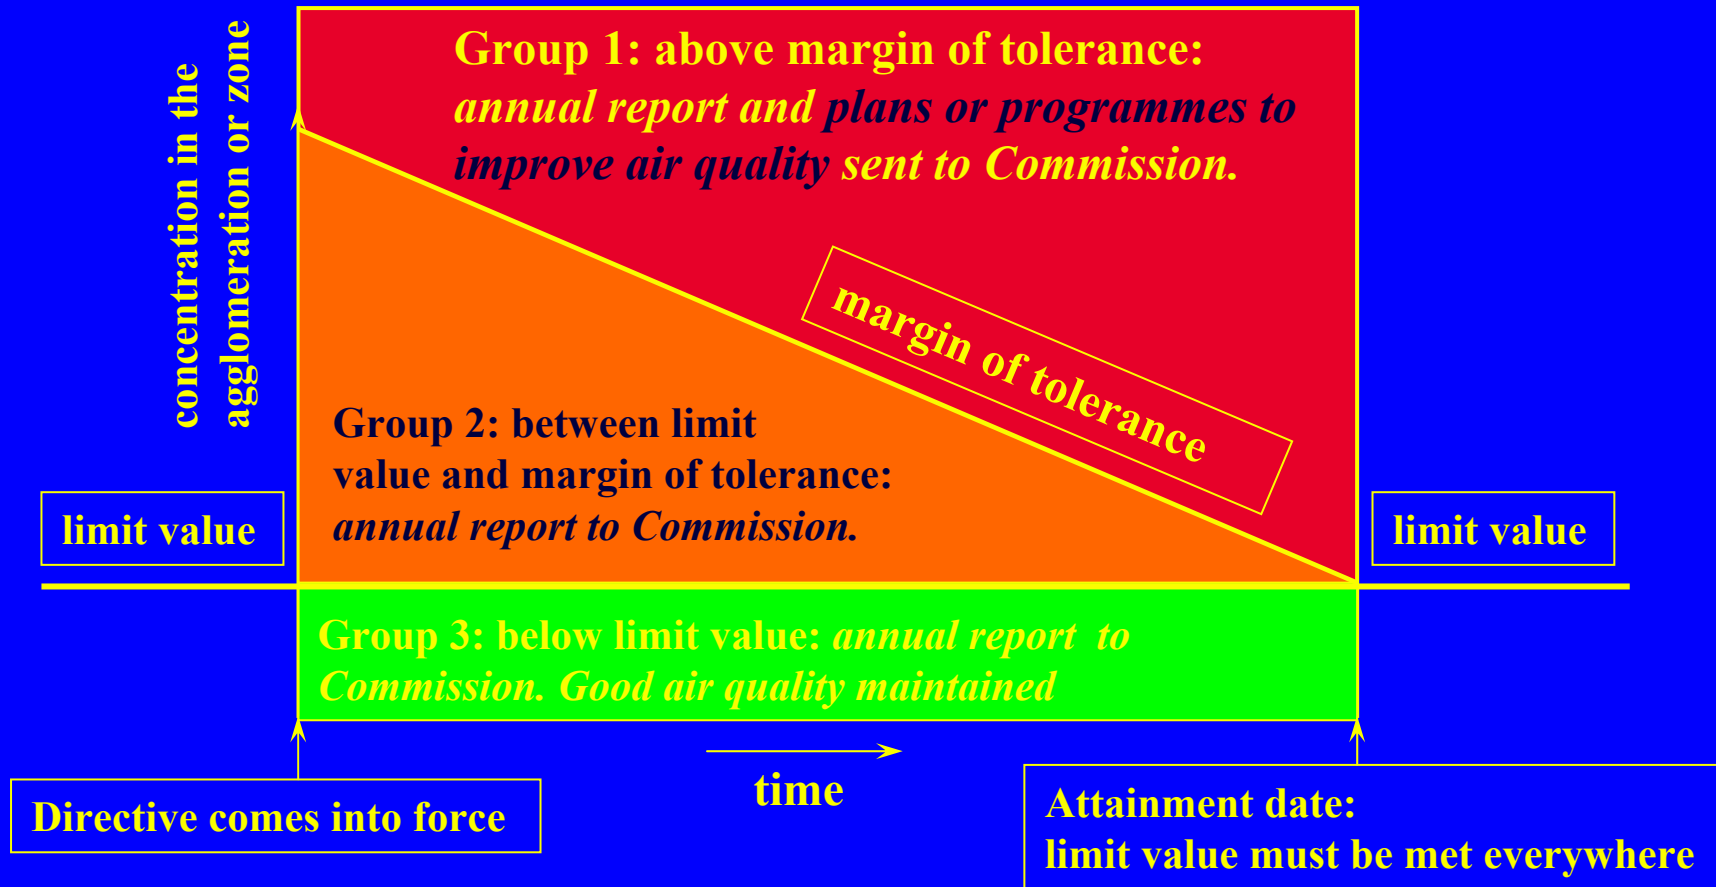 concentration in the
agglomeration or zone
Group 1: above margin of tolerance:
annual report and plans or programmes to
improve air quality sent to Commission.
margin of tolerance
Group 2: between limit
value and margin of tolerance:
annual report to Commission.
limit value
limit value
Group 3: below limit value: annual report to
Commission. Good air quality maintained
time
Directive comes into force
Attainment date:
limit value must be met everywhere